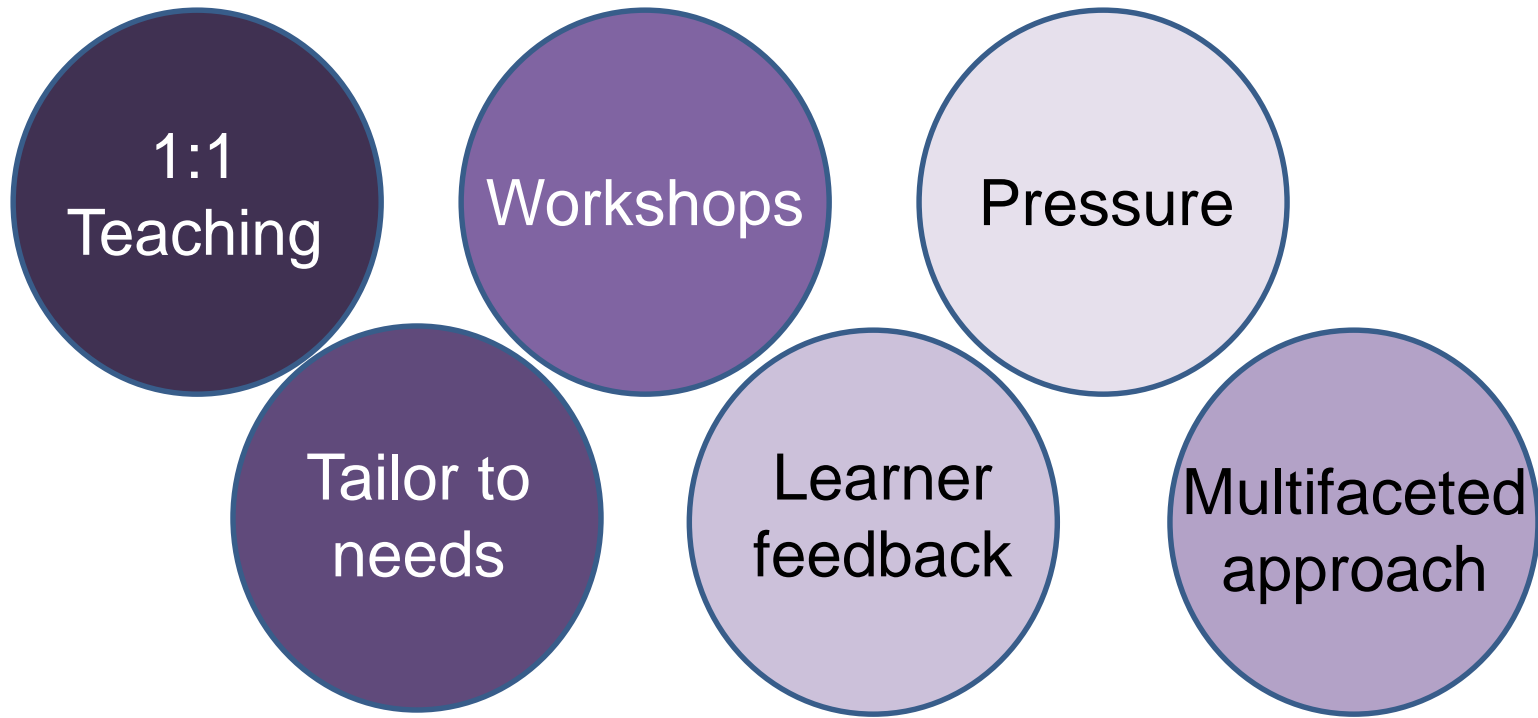 1:1
Teaching
Workshops
Pressure
Tailor to
needs
Learner
feedback
Multifaceted
approach